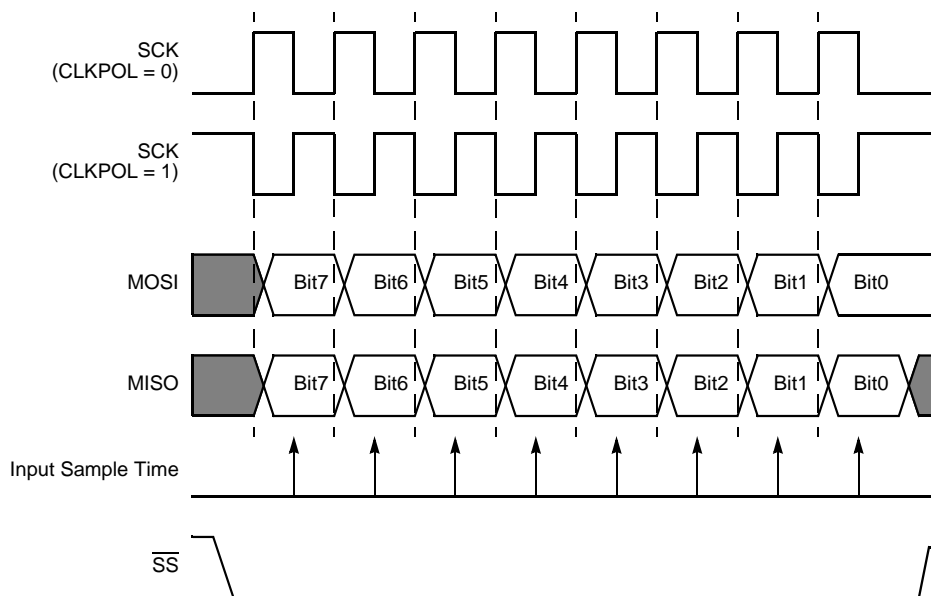 SCK
(CLKPOL = 0)
SCK
(CLKPOL = 1)
MOSI
Bit7 Bit6 Bit5 Bit4 Bit3 Bit2 Bit1 Bit0
MISO
Bit7 Bit6 Bit5 Bit4 Bit3 Bit2 Bit1 Bit0
Input Sample Time
SS